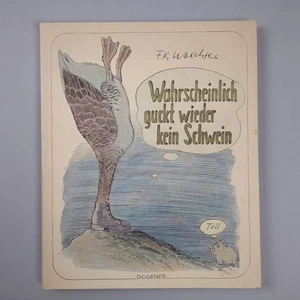 F.K. Waechter
Wahrscheinlich
guckt wieder
kein Schwein
Toll
DIOGENES